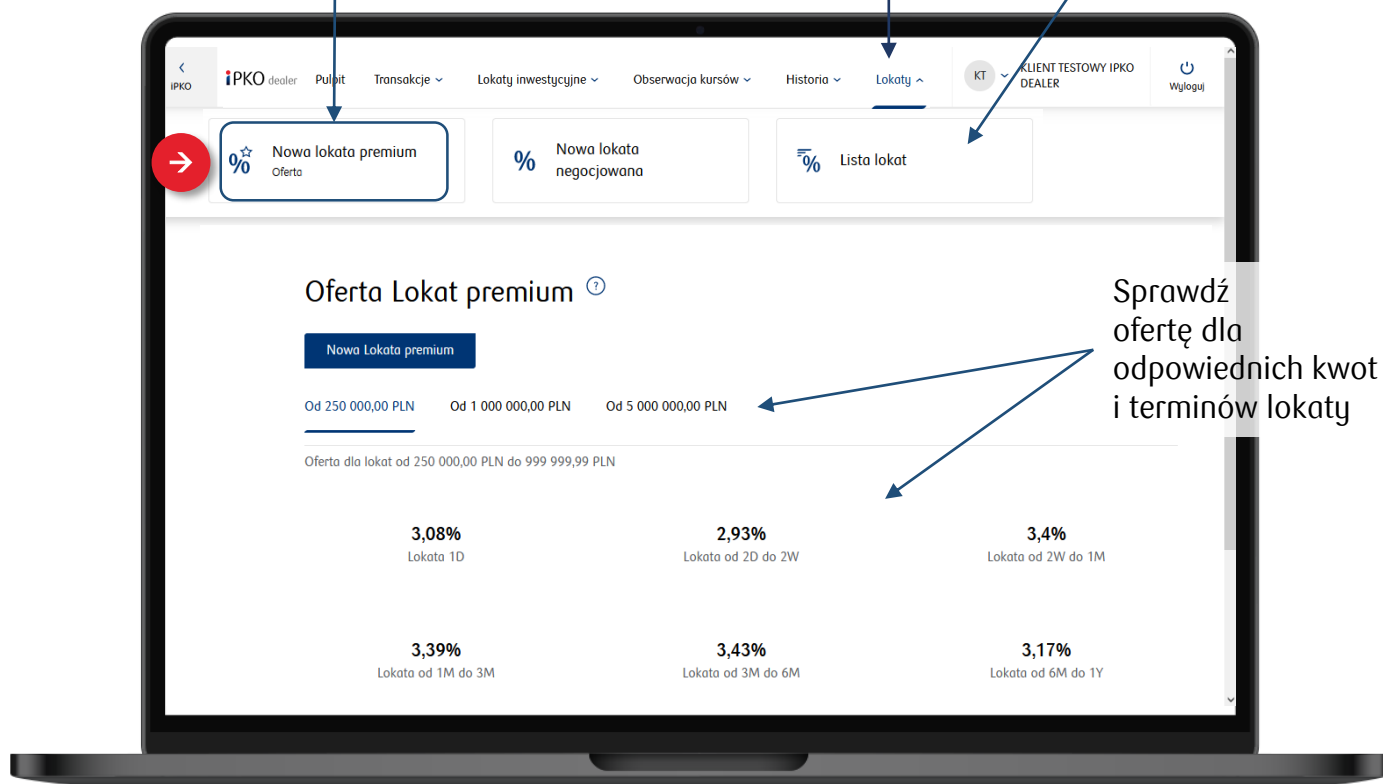 iPKO
iPKO dealer Pulpit Transakcje Lokaty inwestycyjne Obserwacja kursów Historia Lokaty KT KLIENT TESTOWY IPKO
DEALER
Wyloguj
Nowa lokata premium
Oferta
Nowa lokata
negocjowana
Lista lokat
Oferta Lokat premium ?
Nowa Lokata premium
Od 250 000,00 PLN Od 1 000 000,00 PLN Od 5 000 000,00 PLN
Oferta dla lokat od 250 000,00 PLN do 999 999,99 PLN
3,08% 2,93% 3,4%
Lokata 1D Lokata od 2D do 2W Lokata od 2W do 1M
3,39% 3,43% 3,17%
Lokata od 1M do 3M Lokata od 3M do 6M Lokata od 6M do 1Y
Sprawdź
ofertę dla
odpowiednich kwot
i terminów lokaty